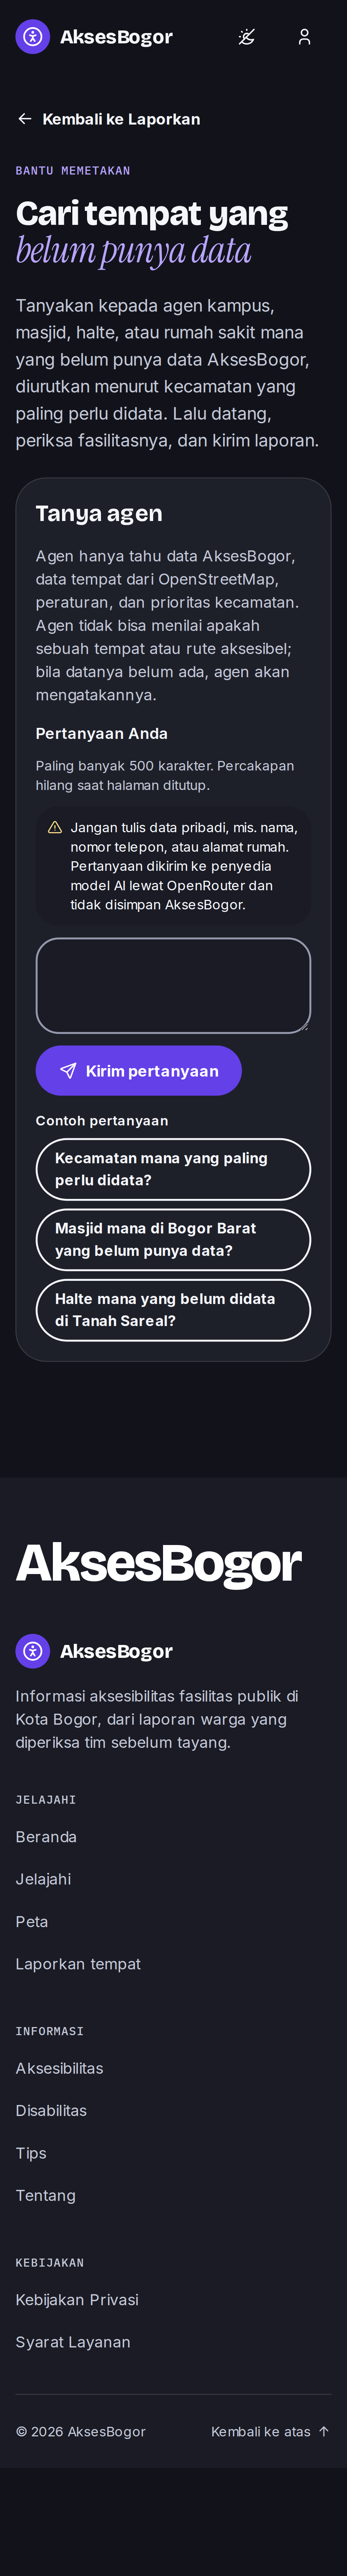 AksesBogor
Kembali ke Laporkan
BANTU MEMETAKAN
Cari tempat yang
belum punya data
Tanyakan kepada agen kampus,
masjid, halte, atau rumah sakit mana
yang belum punya data AksesBogor,
diurutkan menurut kecamatan yang
paling perlu didata. Lalu datang,
periksa fasilitasnya, dan kirim laporan.
Tanya agen
Agen hanya tahu data AksesBogor,
data tempat dari OpenStreetMap,
peraturan, dan prioritas kecamatan.
Agen tidak bisa menilai apakah
sebuah tempat atau rute aksesibel;
bila datanya belum ada, agen akan
mengatakannya.
Pertanyaan Anda
Paling banyak 500 karakter. Percakapan
hilang saat halaman ditutup.
Jangan tulis data pribadi, mis. nama,
nomor telepon, atau alamat rumah.
Pertanyaan dikirim ke penyedia
model AI lewat OpenRouter dan
tidak disimpan AksesBogor.
Kirim pertanyaan
Contoh pertanyaan
Kecamatan mana yang paling
perlu didata?
Masjid mana di Bogor Barat
yang belum punya data?
Halte mana yang belum didata
di Tanah Sareal?
AksesBogor
AksesBogor
Informasi aksesibilitas fasilitas publik di
Kota Bogor, dari laporan warga yang
diperiksa tim sebelum tayang.
JELAJAHI
Beranda
Jelajahi
Peta
Laporkan tempat
INFORMASI
Aksesibilitas
Disabilitas
Tips
Tentang
KEBIJAKAN
Kebijakan Privasi
Syarat Layanan
© 2026 AksesBogor
Kembali ke atas ↑